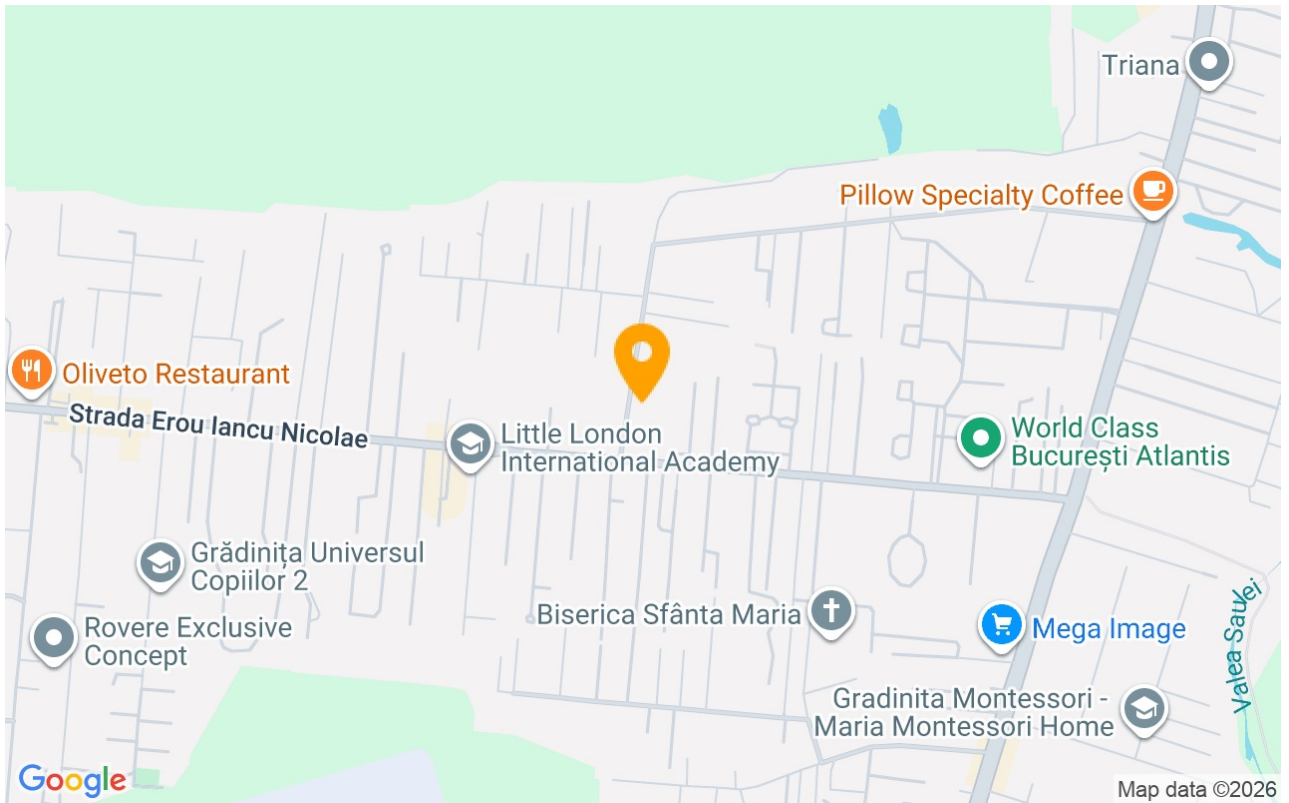 Triana
Pillow Specialty Coffee
Oliveto Restaurant
Strada Erou Iancu Nicolae
Little London
International Academy
World Class
București Atlantis
Grădinița Universul
Copiilor 2
Biserica Sfânta Maria
Rovere Exclusive
Concept
Mega Image
Valea Saulei
Gradinita Montessori -
Maria Montessori Home
Google
Map data ©2026